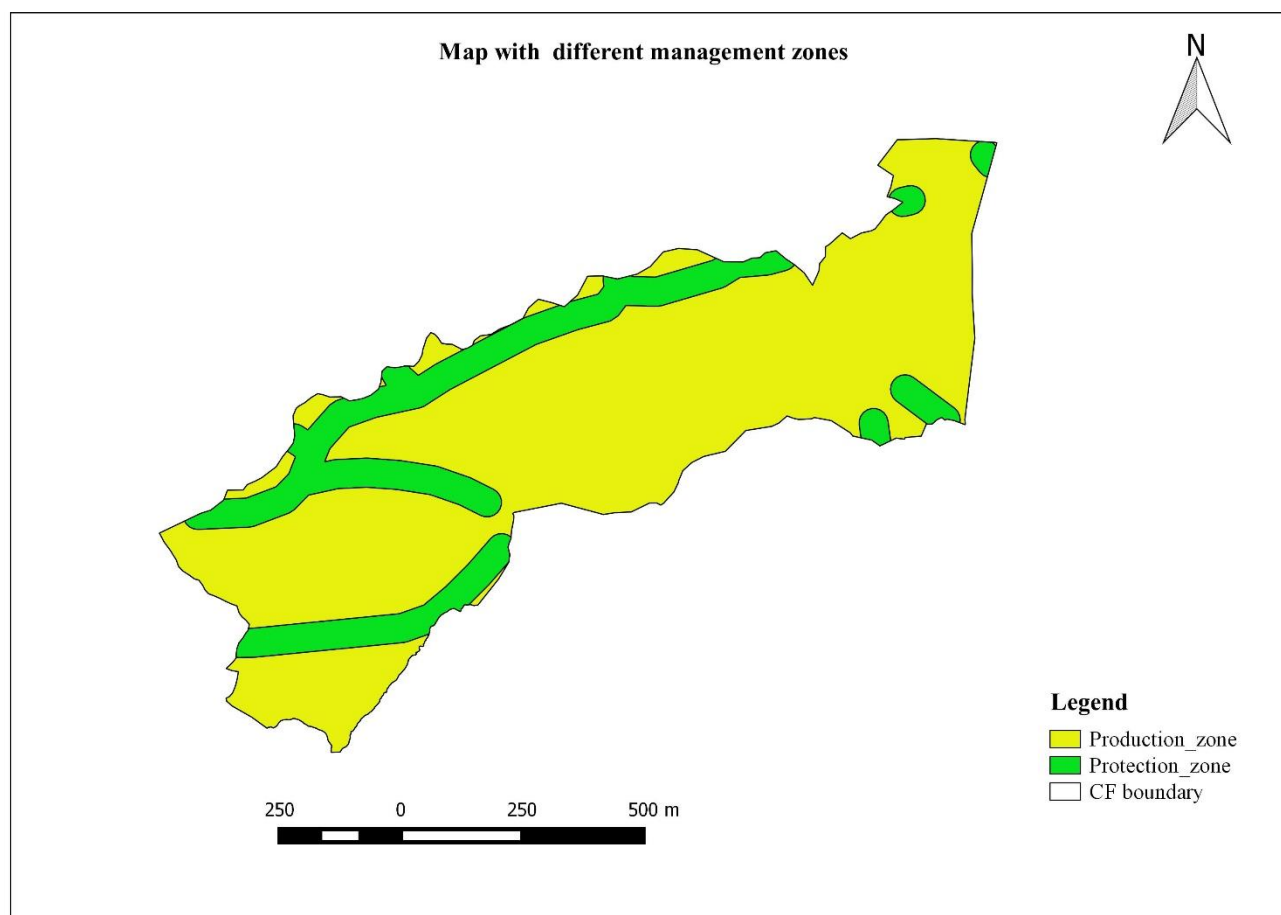 Map with  different management zones
N
Legend
Production_zone
Protection_zone
CF boundary
250 0 250 500 m